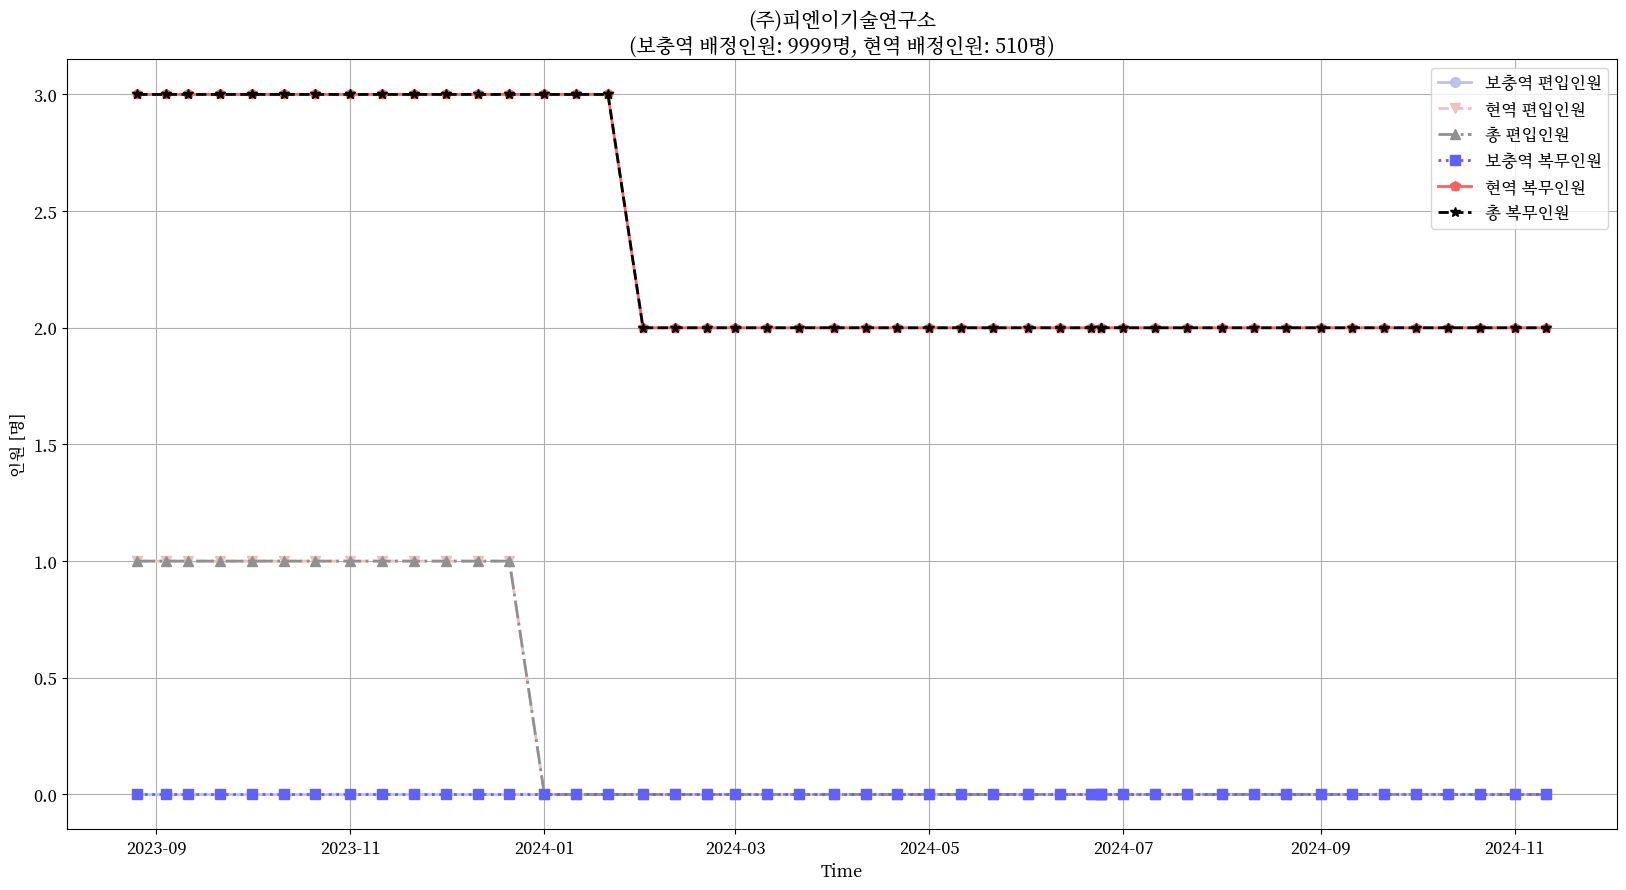 (주)피엔이기술연구소
(보충역 배정인원: 9999명, 현역 배정인원: 510명)
보충역 편입인원
현역 편입인원
총 편입인원
보충역 복무인원
현역 복무인원
총 복무인원
인원 [명]
3.0
2.5
2.0
1.5
1.0
0.5
0.0
2023-09
2023-11
2024-01
2024-03
2024-05
2024-07
2024-09
2024-11
Time